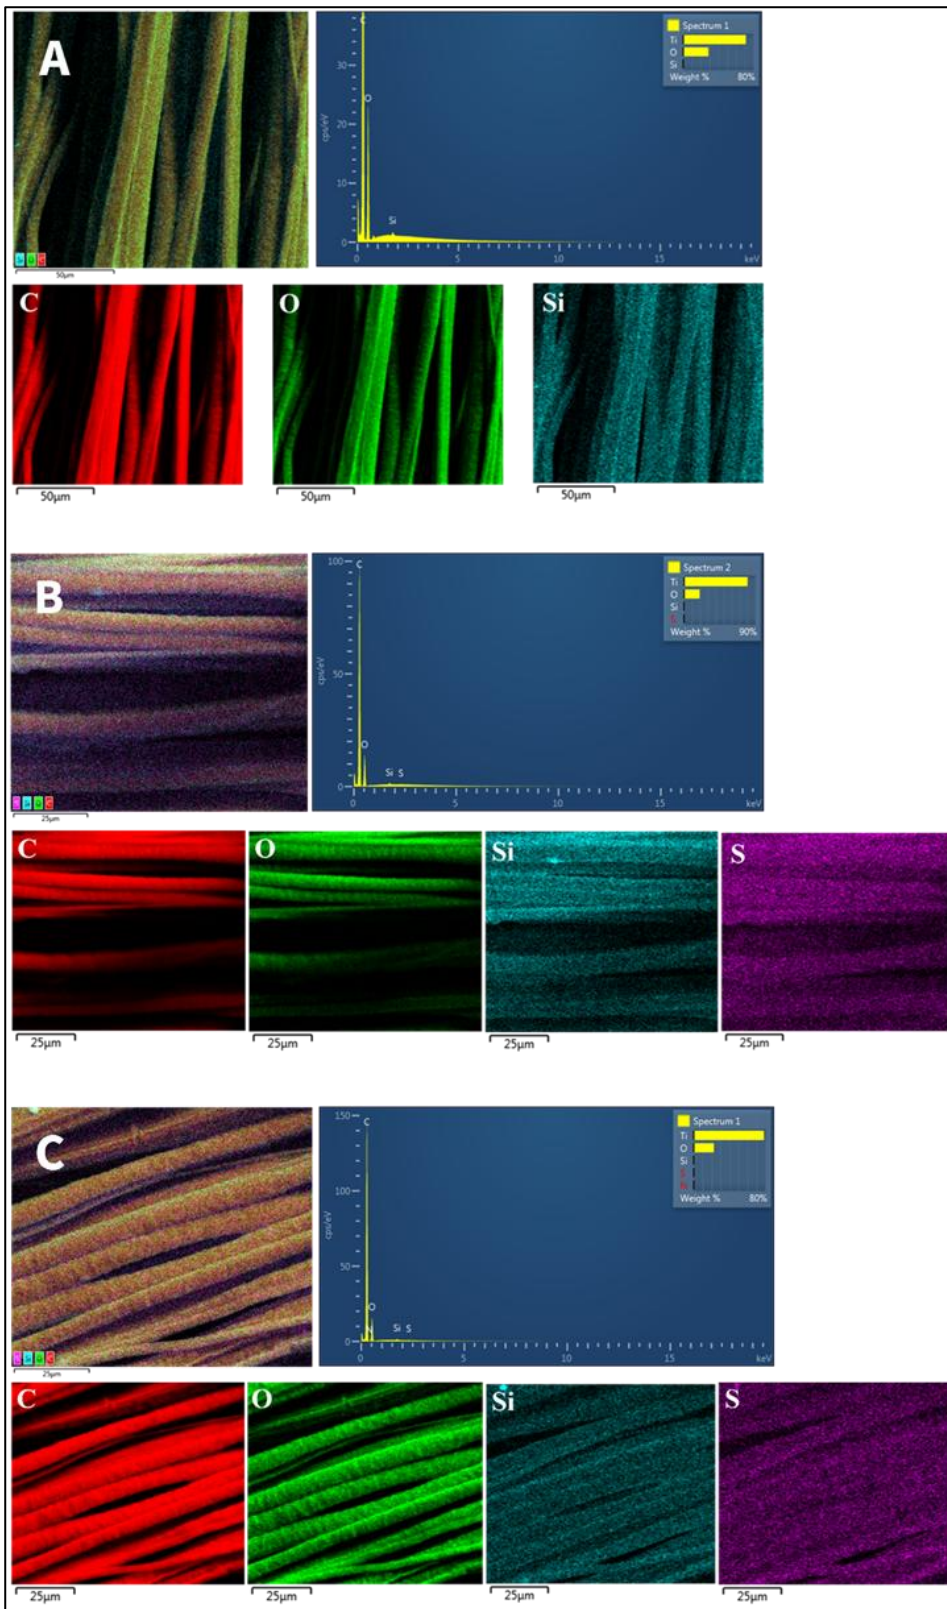 A
50μm
C
O
Si
cps/eV
30
20
10
0
0
5
10
15
keV
Spectrum 1
Ti
O
Si
Weight %
80%
C
O
Si
50μm
50μm
50μm
B
25μm
C
O
Si
S
cps/eV
100
50
0
0
5
10
15
keV
Spectrum 2
Ti
O
Si
S
Weight %
90%
C
O
Si
S
25μm
25μm
25μm
25μm
C
25μm
C
O
Si
S
cps/eV
150
100
50
0
0
5
10
15
keV
Spectrum 1
Ti
O
Si
S
Weight %
80%
C
O
Si
S
25μm
25μm
25μm
25μm